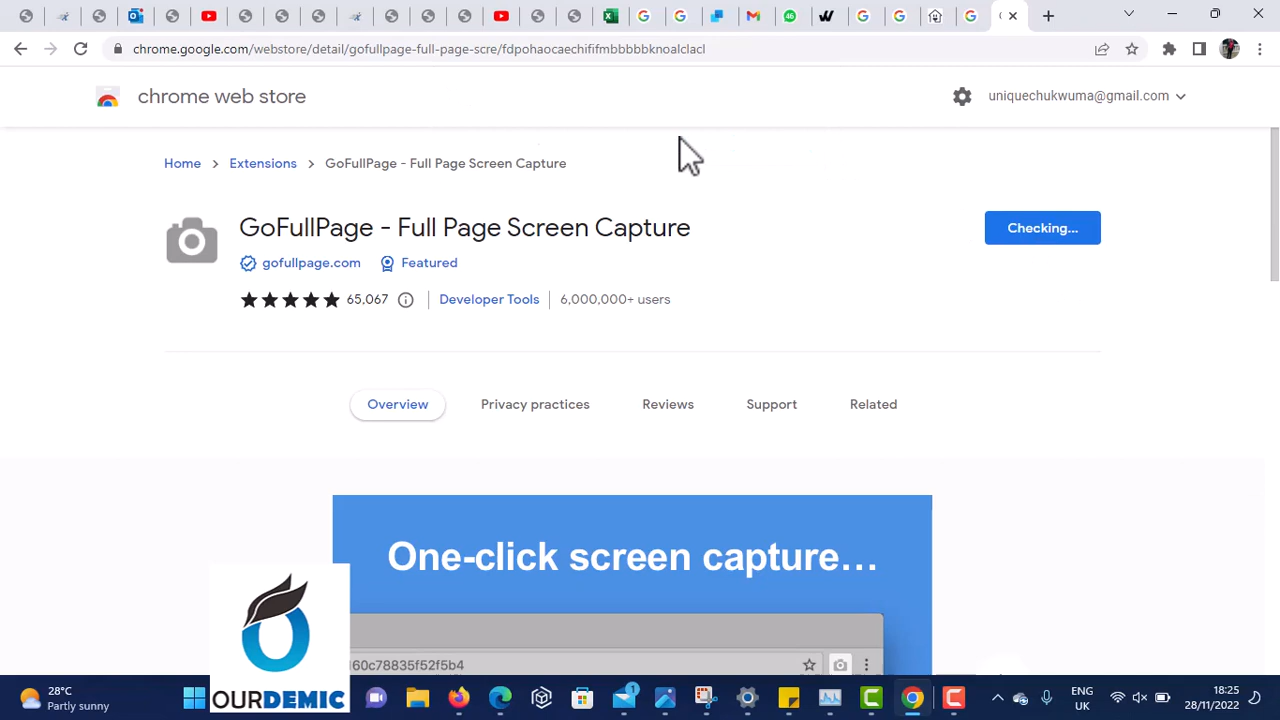 46
chrome.google.com/webstore/detail/gofullpage-full-page-scre/fdpohaocaechififmbbbbbknoalclacl
chrome web store
uniquechukwuma@gmail.com
Home > Extensions > GoFullPage - Full Page Screen Capture
GoFullPage - Full Page Screen Capture
Checking...
gofullpage.com Featured
65,067 Developer Tools 6,000,000+ users
Overview Privacy practices Reviews Support Related
One-click screen capture…
160c78835f52f5b4
OURDEMIC
28°C
Partly sunny
1
ENG
UK
18:25
28/11/2022